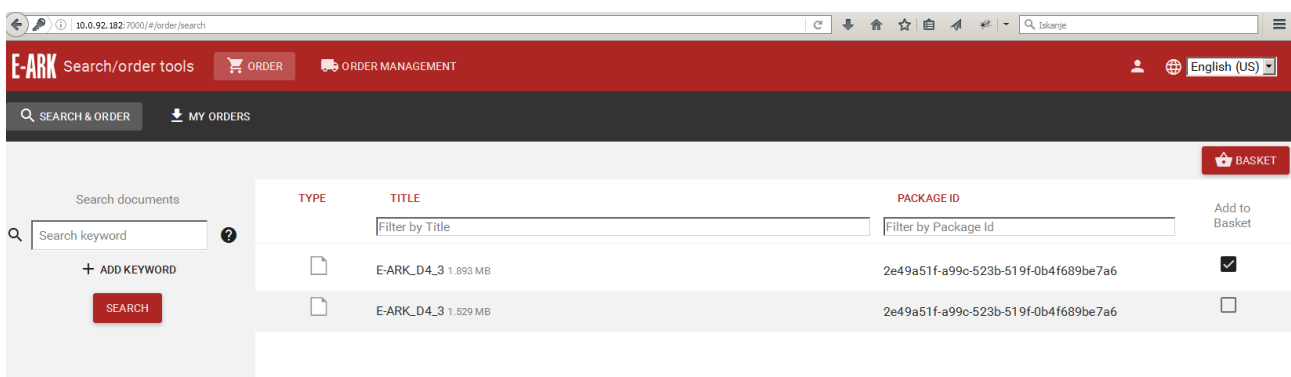 10.0.92.182:7000/#/order/search
Iskanje
E-ARK Search/order tools ORDER ORDER MANAGEMENT English (US)
SEARCH & ORDER MY ORDERS
BASKET
Search documents
Search keyword ?
+ ADD KEYWORD
SEARCH
TYPE TITLE PACKAGE ID Add to Basket
Filter by Title Filter by Package Id
E-ARK_D4_3 1.893 MB 2e49a51f-a99c-523b-519f-0b4f689be7a6
E-ARK_D4_3 1.529 MB 2e49a51f-a99c-523b-519f-0b4f689be7a6